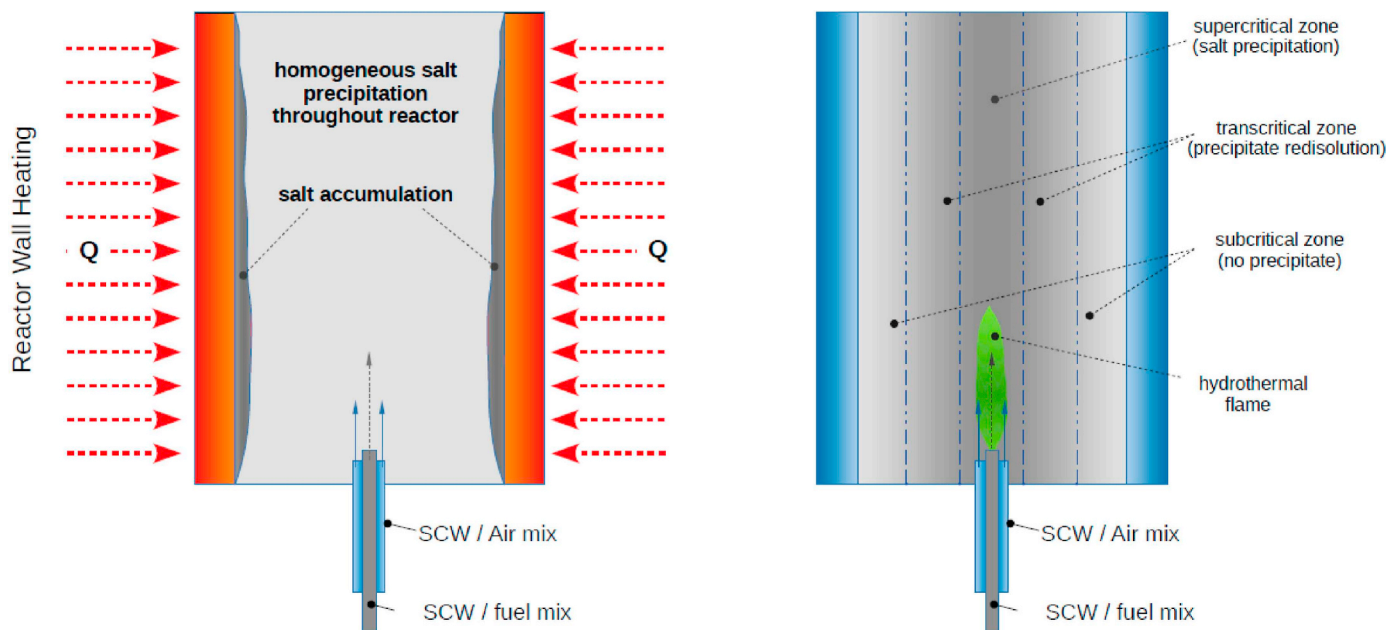 Reactor Wall Heating
Q
homogeneous salt
precipitation
throughout reactor
salt accumulation
Q
SCW / Air mix
SCW / fuel mix
supercritical zone
(salt precipitation)
transcritical zone
(precipitate redisolution)
subcritical zone
(no precipitate)
hydrothermal
flame
SCW / Air mix
SCW / fuel mix